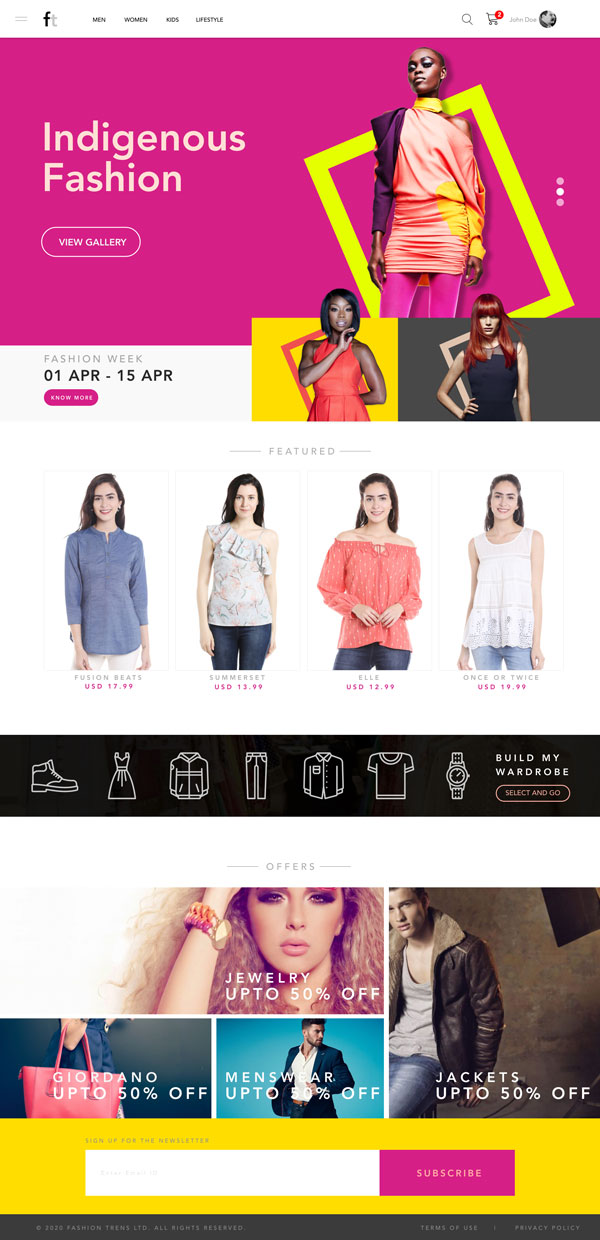 ft
MEN WOMEN KIDS LIFESTYLE
2
John Doe
Indigenous
Fashion
VIEW GALLERY
FASHION WEEK
01 APR - 15 APR
KNOW MORE
FEATURED
FUSION BEATS
USD 17.99
SUMMERSET
USD 13.99
ELLE
USD 12.99
ONCE OR TWICE
USD 19.99
BUILD MY
WARDROBE
SELECT AND GO
OFFERS
JEWELRY
UPTO 50% OFF
GIORDANO
UPTO 50% OFF
MENSWEAR
UPTO 50% OFF
JACKETS
UPTO 50% OFF
SIGN UP FOR THE NEWSLETTER
Enter Email ID
SUBSCRIBE
© 2020 FASHION TRENS LTD. ALL RIGHTS RESERVED.
TERMS OF USE | PRIVACY POLICY